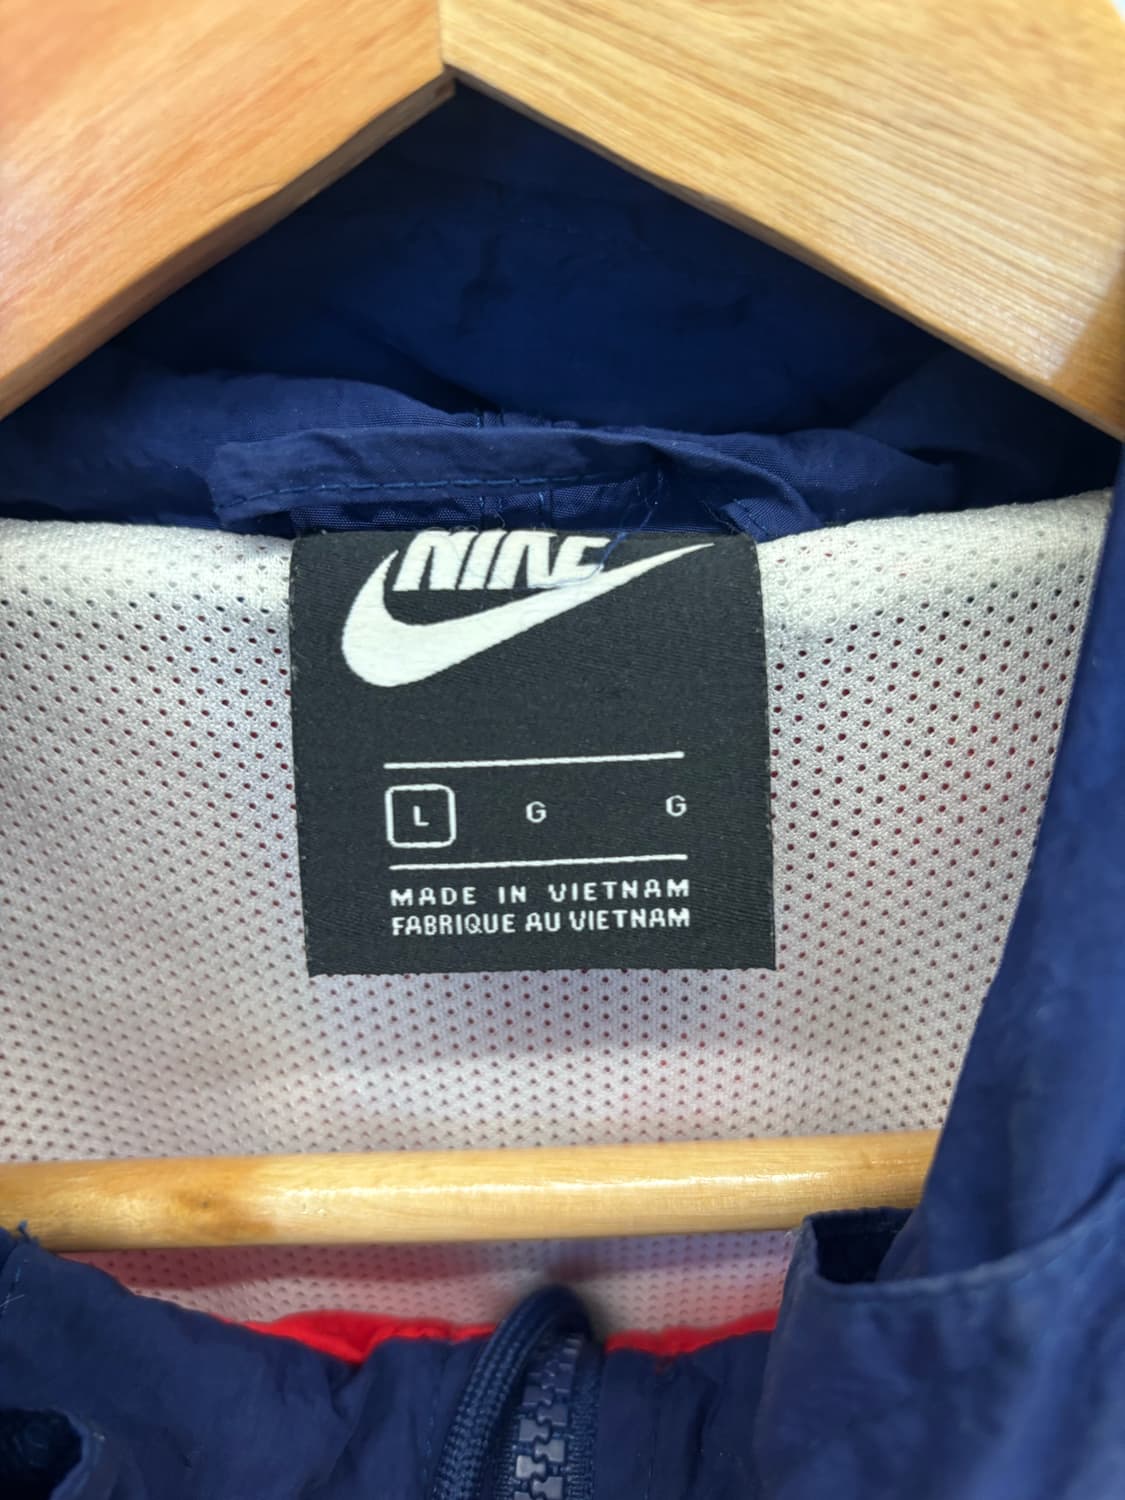 NIKE
L G G
MADE IN VIETNAM
FABRIQUE AU VIETNAM